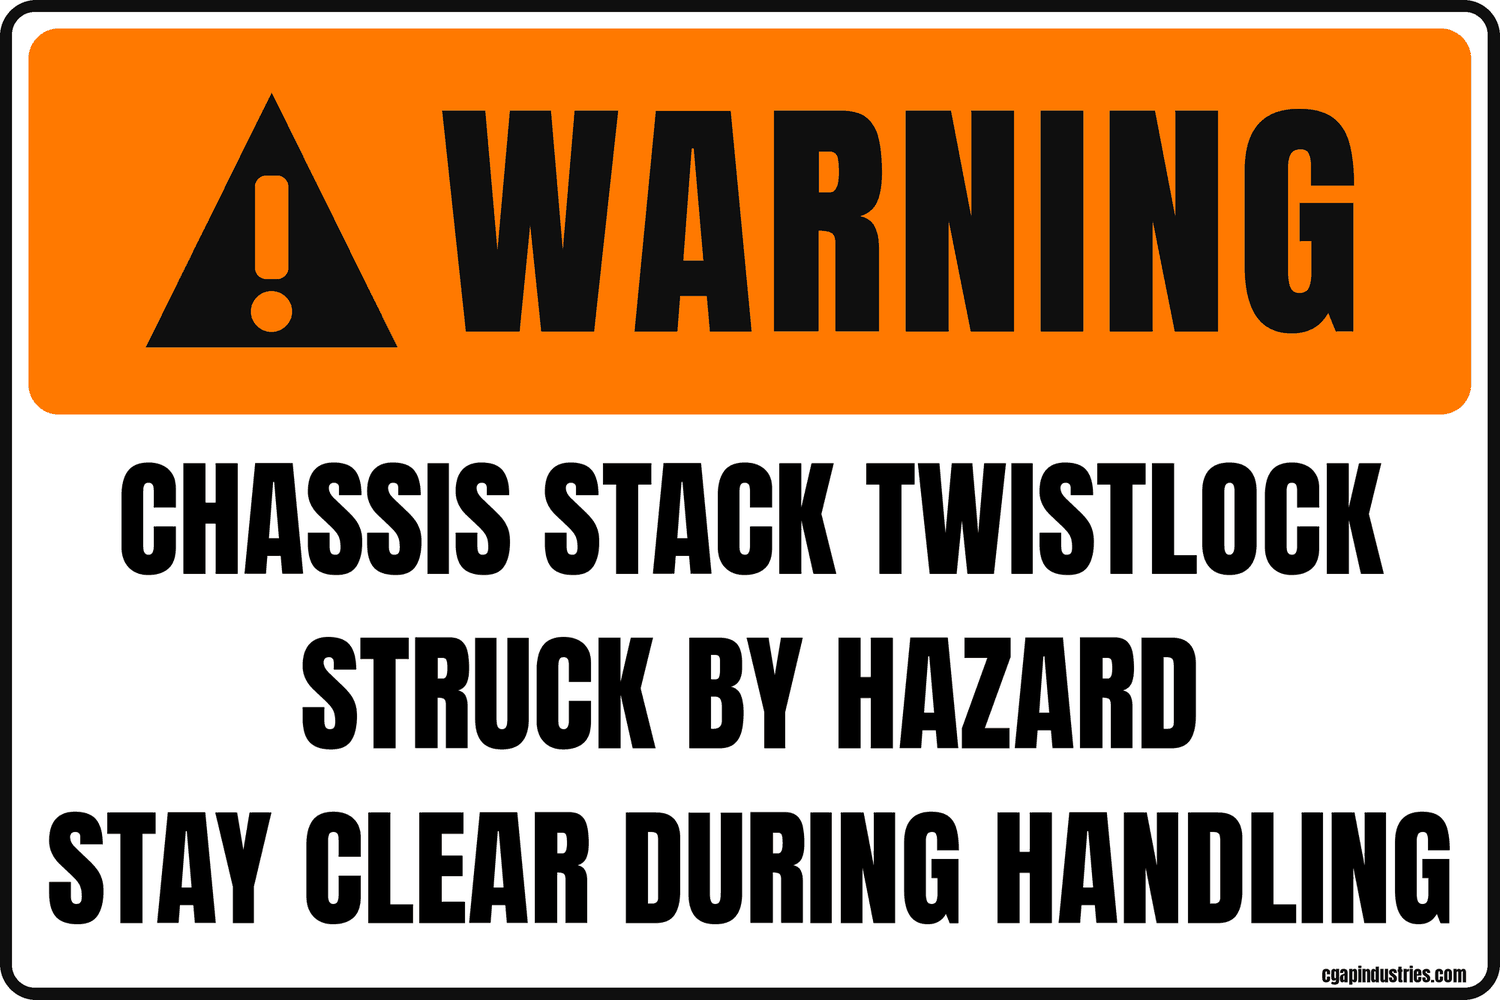 WARNING
CHASSIS STACK TWISTLOCK
STRUCK BY HAZARD
STAY CLEAR DURING HANDLING
cgapindustries.com